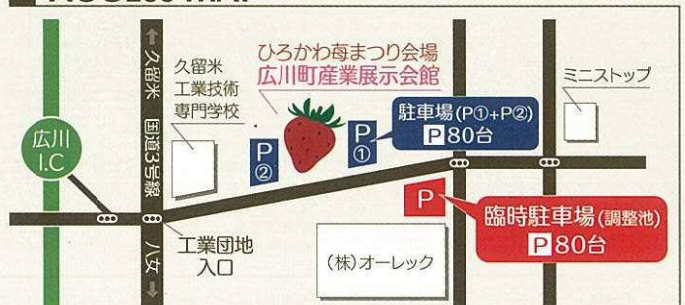 ACCESS MAP
←久留米 国道3号線 八女→
広川
I.C
久留米
工業技術
専門学校
ひろかわ苺まつり会場
広川町産業展示会館
P
②
P
①
駐車場(P①+P②)
P80台
ミニストップ
P
臨時駐車場(調整池)
P80台
工業団地
入口
(株)オーレック